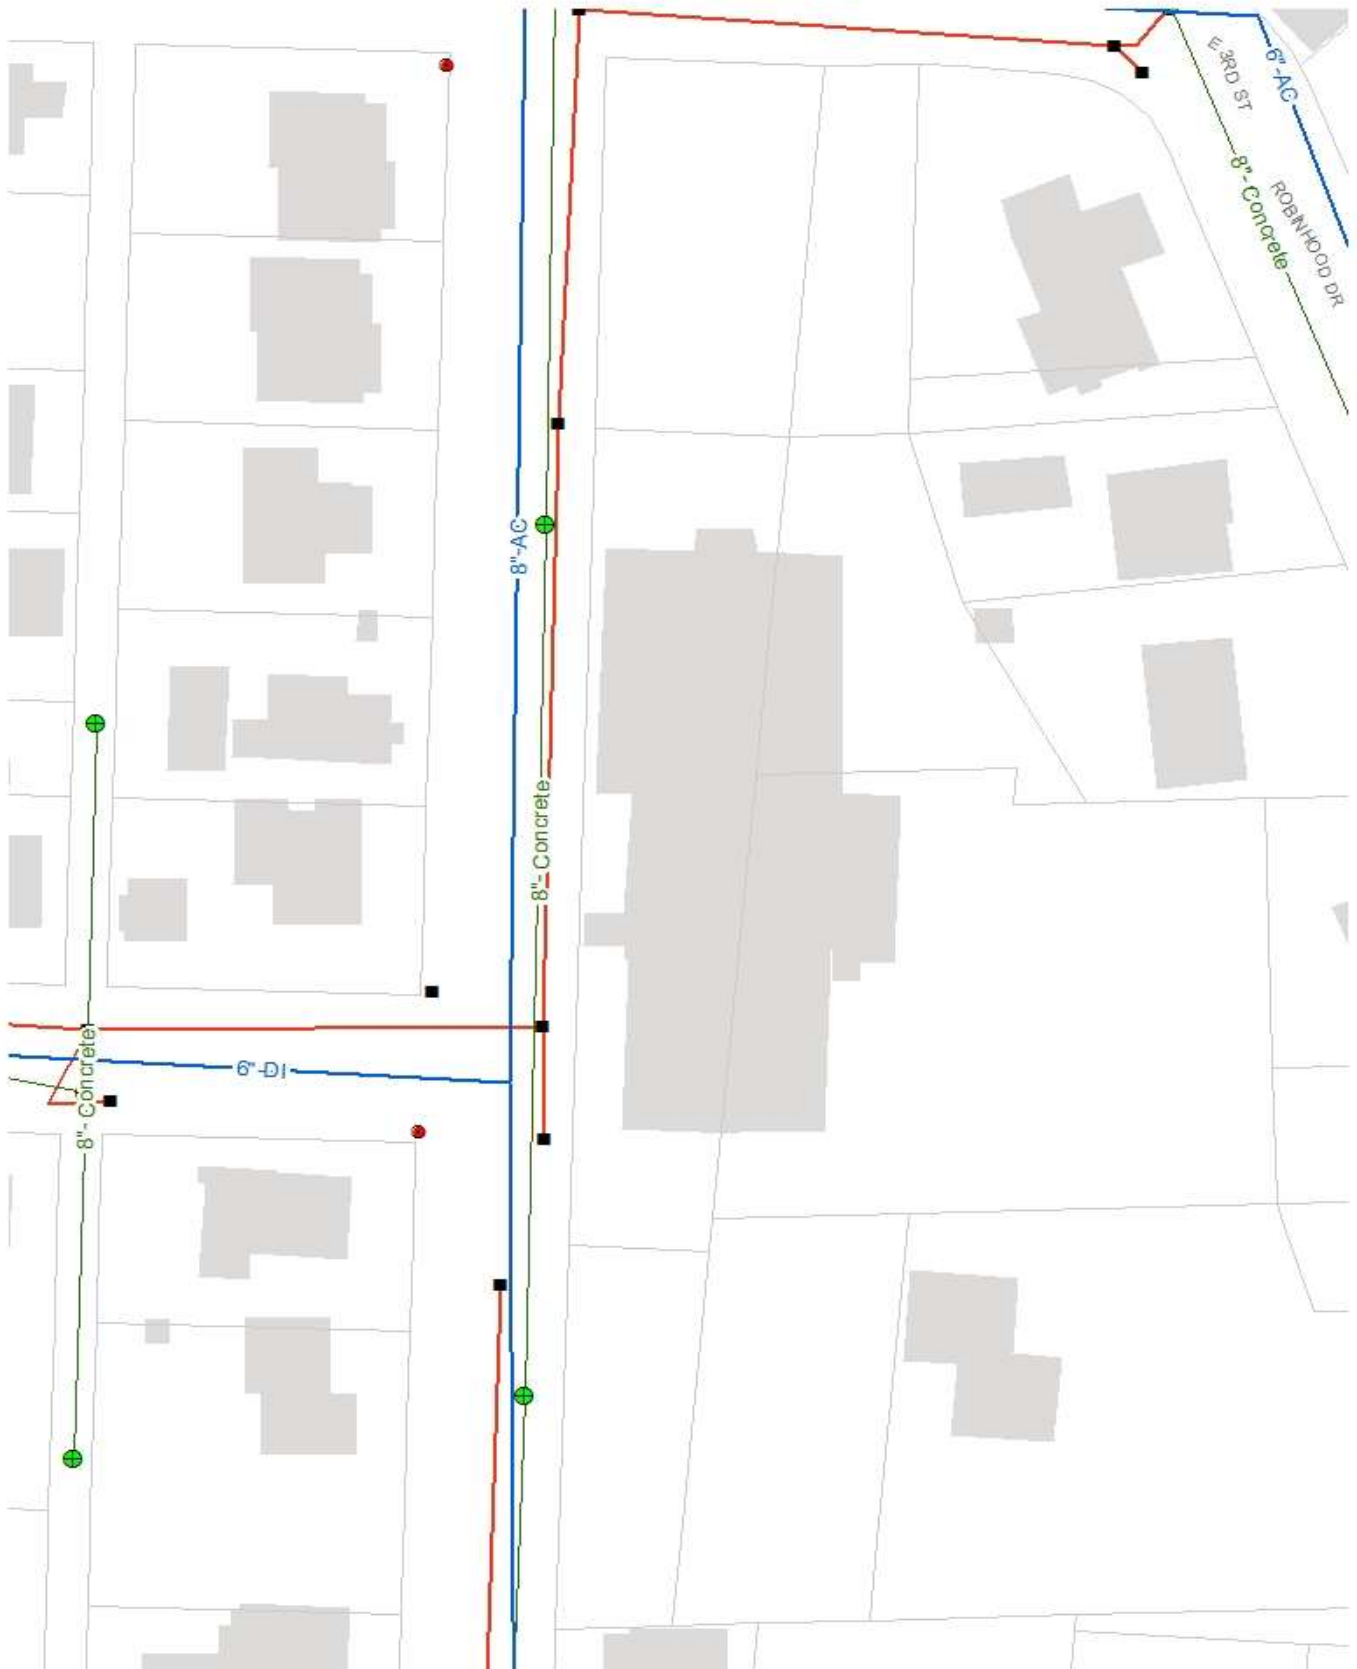 6"-AC
E 3RD ST
8"-Concrete
ROBINHOOD DR
8"-AC
8"-Concrete
8"-Concrete
6"-DI